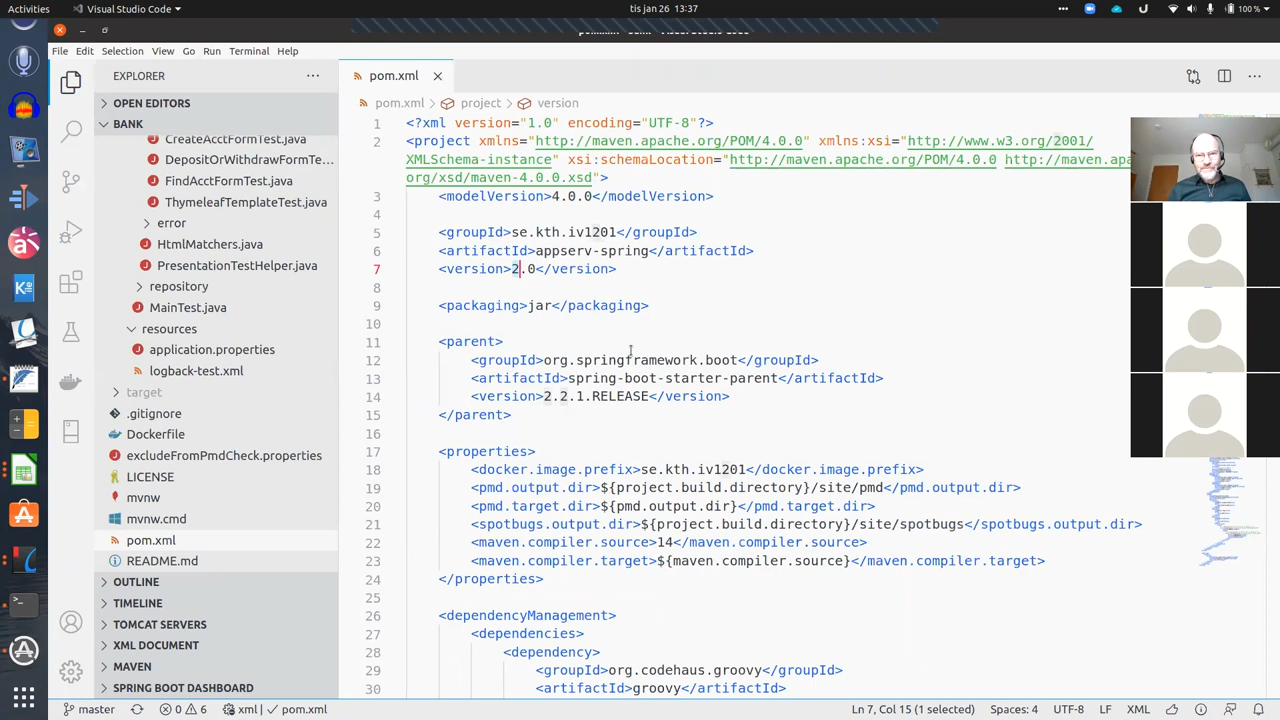 Activities
Visual Studio Code
tis jan 26 13:37
100 %
File Edit Selection View Go Run Terminal Help
EXPLORER
OPEN EDITORS
BANK
CreateAcctFormTest.java
DepositOrWithdrawFormTe...
FindAcctFormTest.java
ThymeleafTemplateTest.java
error
HtmlMatchers.java
PresentationTestHelper.java
repository
MainTest.java
resources
application.properties
logback-test.xml
target
.gitignore
Dockerfile
excludeFromPmdCheck.properties
LICENSE
mvnw
mvnw.cmd
pom.xml
README.md
OUTLINE
TIMELINE
TOMCAT SERVERS
XML DOCUMENT
MAVEN
SPRING BOOT DASHBOARD
pom.xml
pom.xml > project > version
1 <?xml version="1.0" encoding="UTF-8"?>
2 <project xmlns="http://maven.apache.org/POM/4.0.0" xmlns:xsi="http://www.w3.org/2001/
XMLSchema-instance" xsi:schemaLocation="http://maven.apache.org/POM/4.0.0 http://maven.apa
org/xsd/maven-4.0.0.xsd">
3 <modelVersion>4.0.0</modelVersion>
4
5 <groupId>se.kth.iv1201</groupId>
6 <artifactId>appserv-spring</artifactId>
7 <version>2.0</version>
8
9 <packaging>jar</packaging>
10
11 <parent>
12 <groupId>org.springframework.boot</groupId>
13 <artifactId>spring-boot-starter-parent</artifactId>
14 <version>2.2.1.RELEASE</version>
15 </parent>
16
17 <properties>
18 <docker.image.prefix>se.kth.iv1201</docker.image.prefix>
19 <pmd.output.dir>${project.build.directory}/site/pmd</pmd.output.dir>
20 <pmd.target.dir>${pmd.output.dir}</pmd.target.dir>
21 <spotbugs.output.dir>${project.build.directory}/site/spotbugs</spotbugs.output.dir>
22 <maven.compiler.source>14</maven.compiler.source>
23 <maven.compiler.target>${maven.compiler.source}</maven.compiler.target>
24 </properties>
25
26 <dependencyManagement>
27 <dependencies>
28 <dependency>
29 <groupId>org.codehaus.groovy</groupId>
30 <artifactId>groovy</artifactId>
master
0 6
xml
pom.xml
Ln 7, Col 15 (1 selected)
Spaces: 4
UTF-8
LF
XML